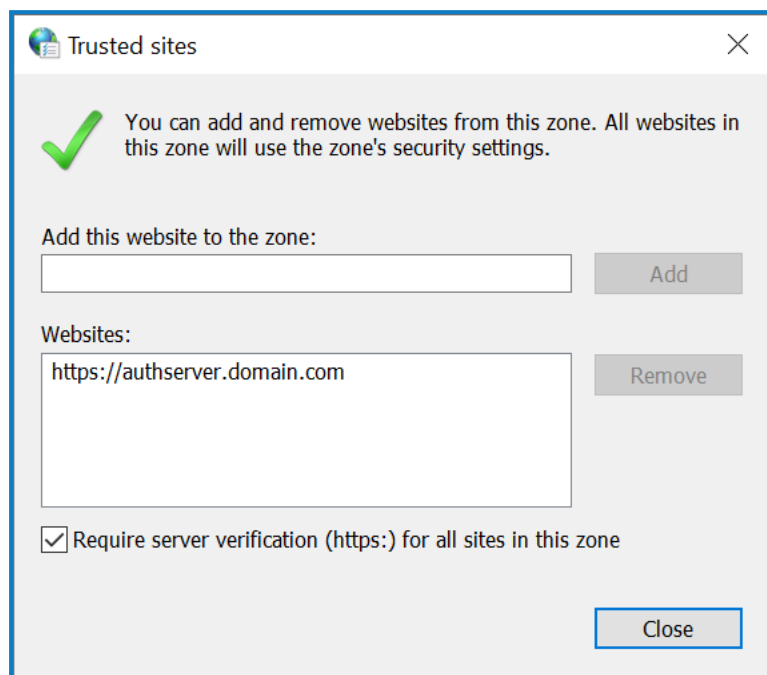 Trusted sites
You can add and remove websites from this zone. All websites in
this zone will use the zone's security settings.
Add this website to the zone:
Add
Websites:
https://authserver.domain.com
Remove
Require server verification (https:) for all sites in this zone
Close